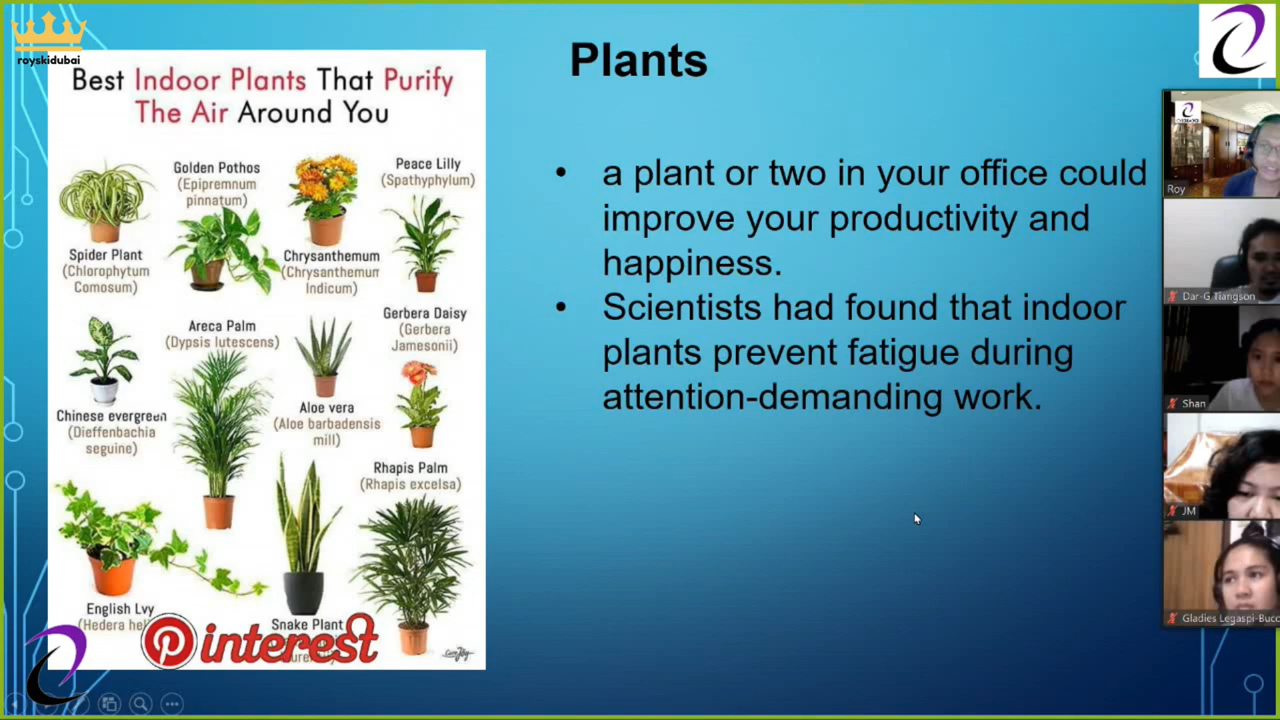 royskidubai
Best Indoor Plants That Purify
The Air Around You
Golden Pothos
(Epipremnum
pinnatum)
Peace Lilly
(Spathyphylum)
Spider Plant
(Chlorophytum
Comosum)
Chrysanthemum
(Chrysanthemum
Indicum)
Areca Palm
(Dypsis lutescens)
Gerbera Daisy
(Gerbera
Jamesonii)
Chinese evergreen
(Dieffenbachia
seguine)
Aloe vera
(Aloe barbadensis
mill)
Rhapis Palm
(Rhapis excelsa)
English Lvy
(Hedera
Snake Plant
Pinterest
Plants
• a plant or two in your office could
improve your productivity and
happiness.
• Scientists had found that indoor
plants prevent fatigue during
attention-demanding work.
Roy
Dar-G Tiangson
Shan
JM
Gladies Legaspi-Bucc